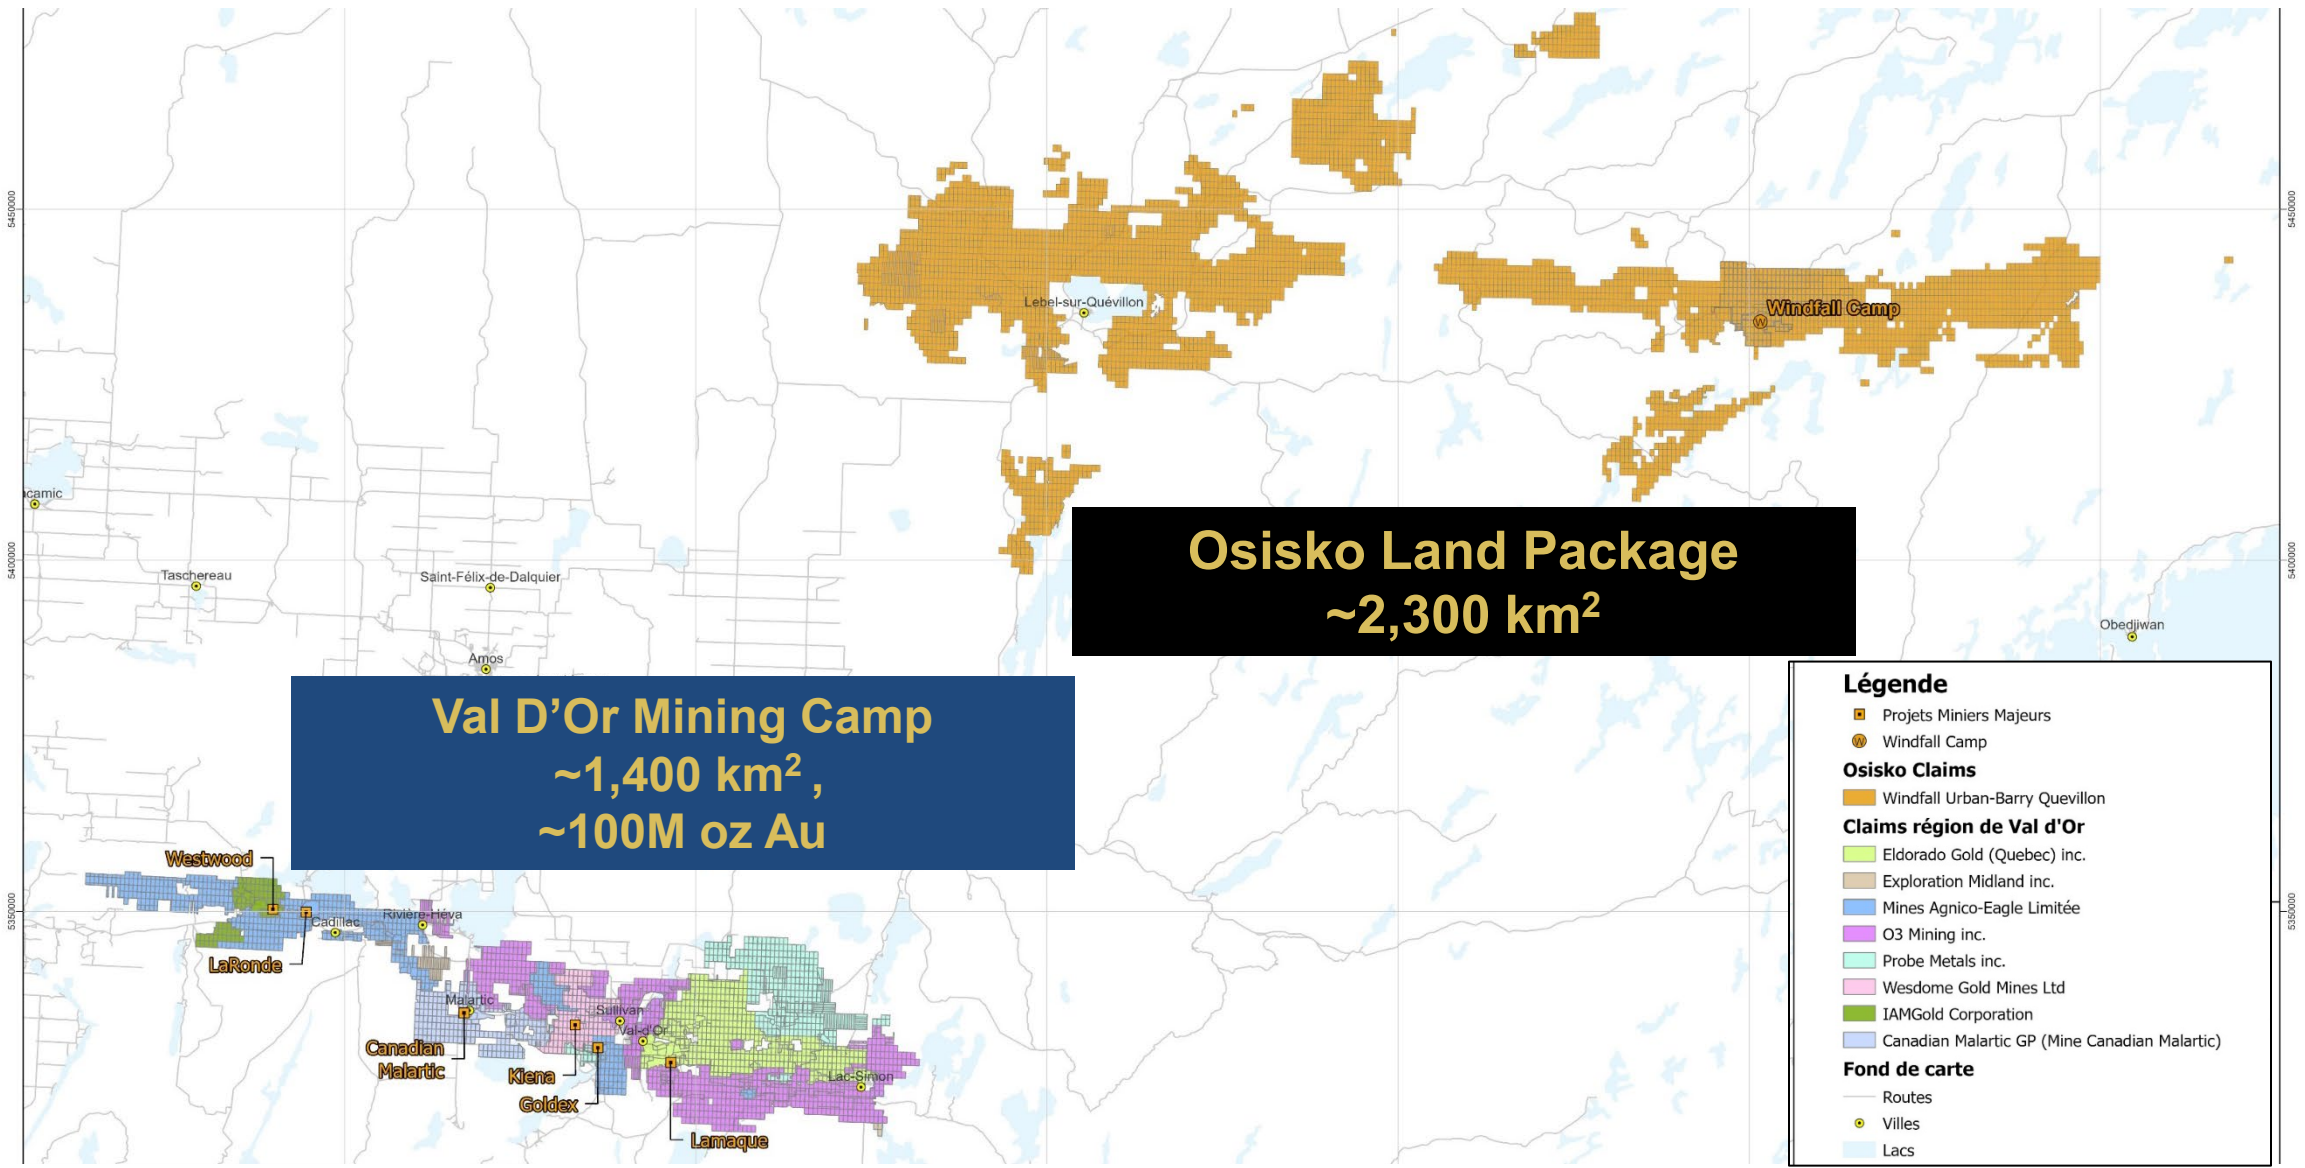 5450000
5450000
Lebel-sur-Quévillon
Windfall Camp
W
camic
Osisko Land Package
~2,300 km²
5400000
5400000
Taschereau
Saint-Félix-de-Dalquier
Obedjiwan
Amos
Val D’Or Mining Camp
~1,400 km² ,
~100M oz Au
Westwood
5350000
5350000
Cadillac
Rivière-Héva
LaRonde
Malartic
Sullivan
Val-d'Or
Canadian
Malartic
Kiena
Goldex
Lac-Simon
Lamaque
Légende
Projets Miniers Majeurs
W Windfall Camp
Osisko Claims
Windfall Urban-Barry Quevillon
Claims région de Val d'Or
Eldorado Gold (Quebec) inc.
Exploration Midland inc.
Mines Agnico-Eagle Limitée
O3 Mining inc.
Probe Metals inc.
Wesdome Gold Mines Ltd
IAMGold Corporation
Canadian Malartic GP (Mine Canadian Malartic)
Fond de carte
Routes
Villes
Lacs